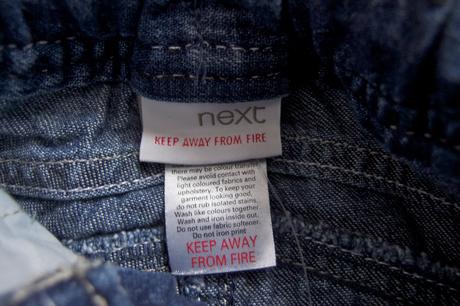 next
KEEP AWAY FROM FIRE
there may be colour transfer
Please avoid contact with
light coloured fabrics and
upholstery. To keep your
garment looking good,
do not rub isolated stains.
Wash like colours together.
Wash and iron inside out.
Do not use fabric softener.
Do not iron print
KEEP AWAY
FROM FIRE